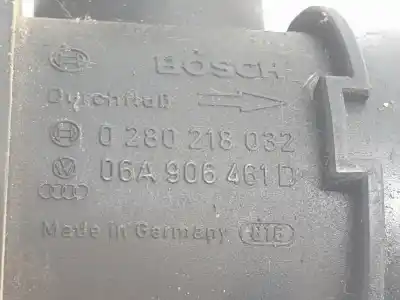 BOSCH
Durchfluß
0 280 218 032
06A 906 461 D
Made in Germany